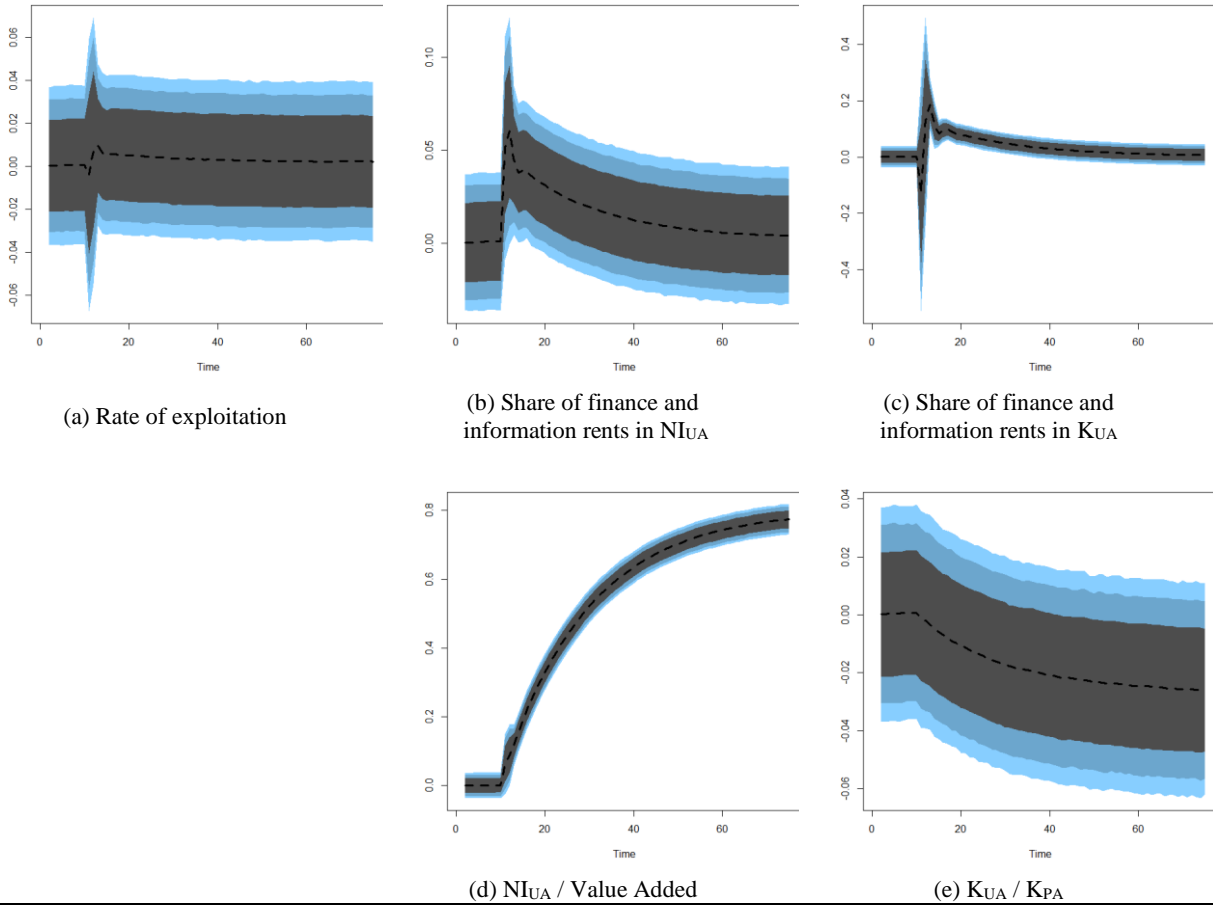 0.06
0.04
0.02
0.00
-0.02
-0.04
-0.06
0 20 40 60
Time
(a) Rate of exploitation
0.10
0.05
0.00
0 20 40 60
Time
(b) Share of finance and
information rents in NIUA
0.4
0.2
0.0
-0.2
-0.4
0 20 40 60
Time
(c) Share of finance and
information rents in KUA
0.8
0.6
0.4
0.2
0.0
0 20 40 60
Time
(d) NIUA / Value Added
0.04
0.02
0.00
-0.02
-0.04
-0.06
0 20 40 60
Time
(e) KUA / KPA